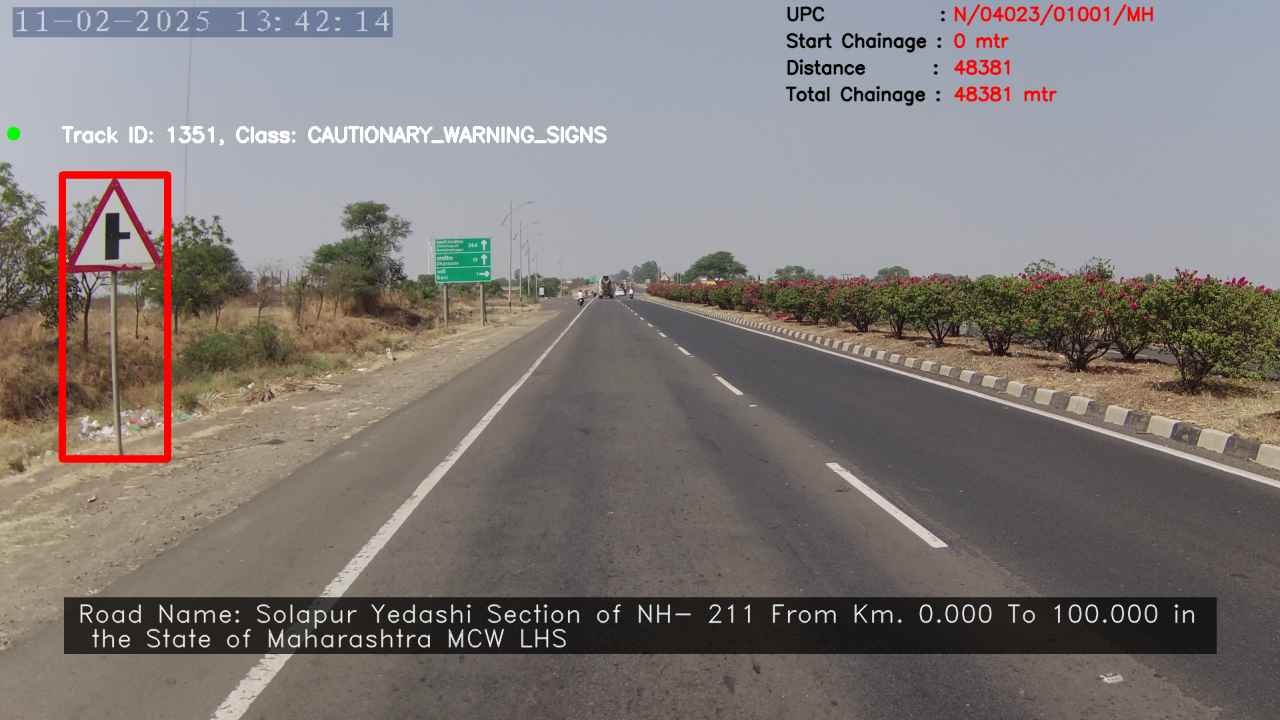 11-02-2025 13:42:14
UPC : N/04023/01001/MH
Start Chainage : 0 mtr
Distance : 48381
Total Chainage : 48381 mtr
Track ID: 1351, Class: CAUTIONARY_WARNING_SIGNS
Road Name: Solapur Yedashi Section of NH- 211 From Km. 0.000 To 100.000 in
the State of Maharashtra MCW LHS